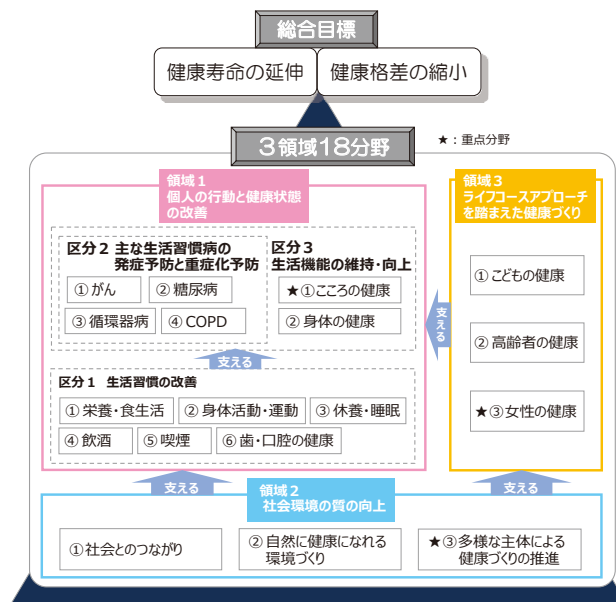 総合目標
健康寿命の延伸
健康格差の縮小
3領域18分野
★：重点分野
領域1
個人の行動と健康状態
の改善
区分2 主な生活習慣病の
発症予防と重症化予防
①がん
②糖尿病
③循環器病
④COPD
区分3
生活機能の維持・向上
★①こころの健康
②身体の健康
支える
区分1 生活習慣の改善
①栄養・食生活
②身体活動・運動
③休養・睡眠
④飲酒
⑤喫煙
⑥歯・口腔の健康
領域3
ライフコースアプローチ
を踏まえた健康づくり
①こどもの健康
②高齢者の健康
★③女性の健康
支える
支える
支える
領域2
社会環境の質の向上
①社会とのつながり
②自然に健康になれる
環境づくり
★③多様な主体による
健康づくりの推進